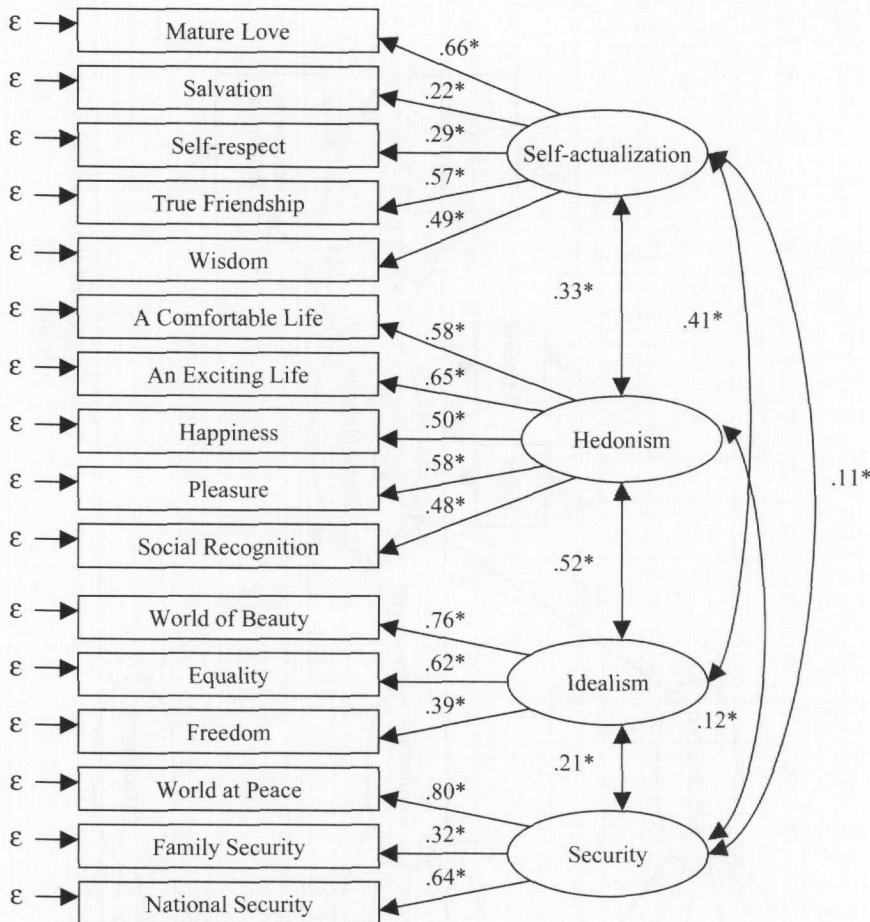 ε Mature Love .66*
ε Salvation .22*
ε Self-respect .29* Self-actualization
ε True Friendship .57*
ε Wisdom .49*
.33* .41*
ε A Comfortable Life .58*
ε An Exciting Life .65*
ε Happiness .50* Hedonism
ε Pleasure .58* .11*
ε Social Recognition .48*
.52*
ε World of Beauty .76*
ε Equality .62* Idealism
ε Freedom .39* .12*
.21*
ε World at Peace .80*
ε Family Security .32* Security
ε National Security .64*